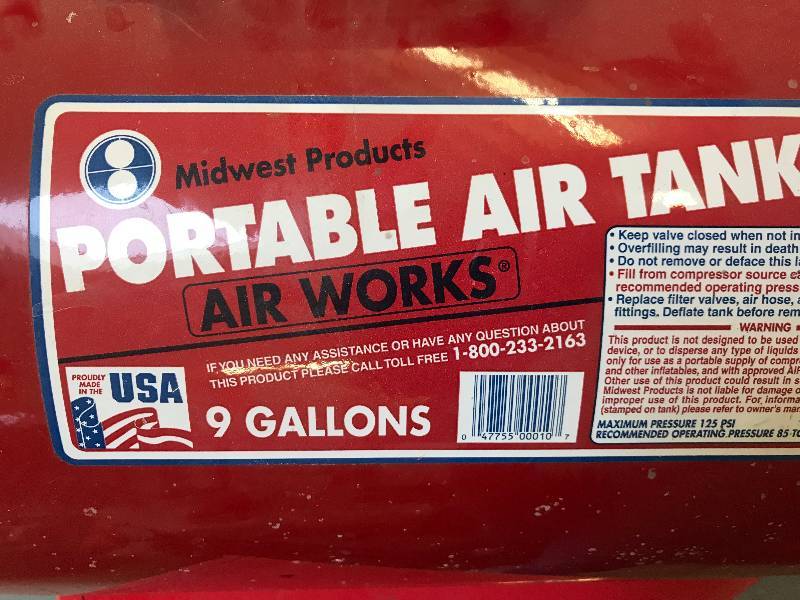 Midwest Products
PORTABLE AIR TANK
AIR WORKS®
IF YOU NEED ANY ASSISTANCE OR HAVE ANY QUESTION ABOUT
THIS PRODUCT PLEASE CALL TOLL FREE 1-800-233-2163
PROUDLY
MADE
IN THE
USA
9 GALLONS
0 47755 00010 7
• Keep valve closed when not in
• Overfilling may result in death
• Do not remove or deface this
• Fill from compressor source
recommended operating press
• Replace filter valves, air hose,
fittings. Deflate tank before rem
WARNING
This product is not designed to be used
device, or to disperse any type of liquids
only for use as a portable supply of compr
and other inflatables, and with approved
Other use of this product could result in s
Midwest Products is not liable for damage
improper use of this product. For, informa
(stamped on tank) please refer to owner's man
MAXIMUM PRESSURE 125 PSI
RECOMMENDED OPERATING PRESSURE 85-TO